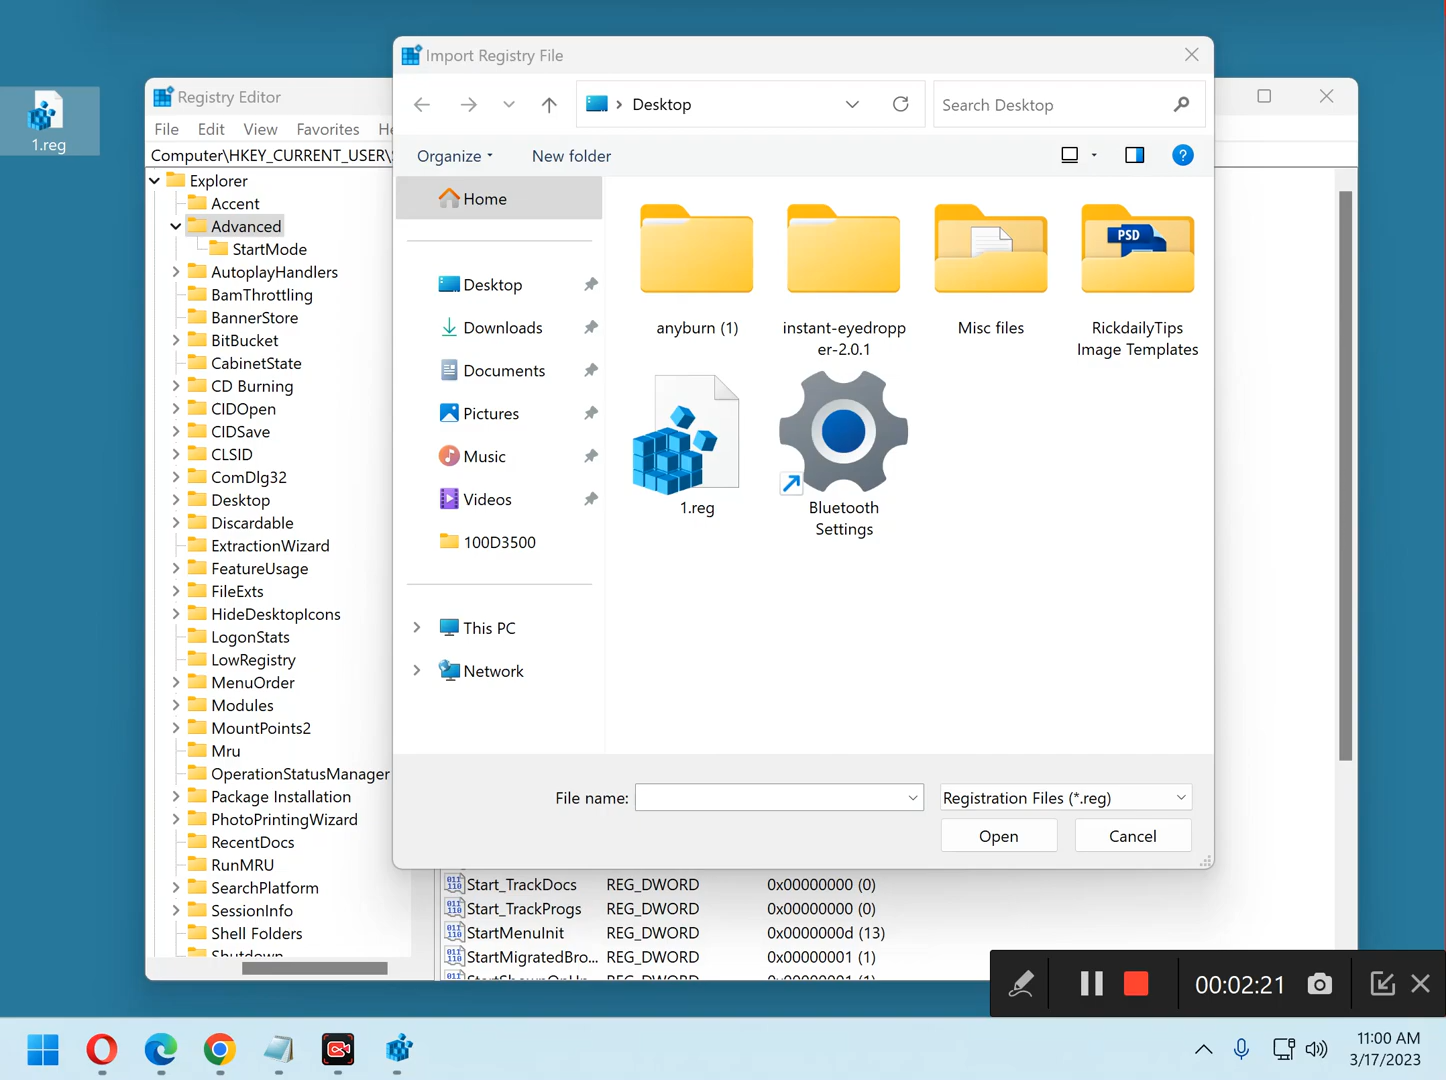 1.reg
Registry Editor
File Edit View Favorites He
Computer\HKEY_CURRENT_USER\
Explorer
Accent
Advanced
StartMode
AutoplayHandlers
BamThrottling
BannerStore
BitBucket
CabinetState
CD Burning
CIDOpen
CIDSave
CLSID
ComDlg32
Desktop
Discardable
ExtractionWizard
FeatureUsage
FileExts
HideDesktopIcons
LogonStats
LowRegistry
MenuOrder
Modules
MountPoints2
Mru
OperationStatusManager
Package Installation
PhotoPrintingWizard
RecentDocs
RunMRU
SearchPlatform
SessionInfo
Shell Folders
Shutdown
Import Registry File
Desktop
Search Desktop
Organize
New folder
?
Home
Desktop
Downloads
Documents
Pictures
Music
Videos
100D3500
This PC
Network
anyburn (1)
instant-eyedropp
er-2.0.1
Misc files
PSD
RickdailyTips
Image Templates
1.reg
Bluetooth
Settings
File name:
Registration Files (*.reg)
Open
Cancel
Start_TrackDocs REG_DWORD 0x00000000 (0)
Start_TrackProgs REG_DWORD 0x00000000 (0)
StartMenuInit REG_DWORD 0x0000000d (13)
StartMigratedBro... REG_DWORD 0x00000001 (1)
REG_DWORD 0x00000001 (1)
00:02:21
11:00 AM
3/17/2023